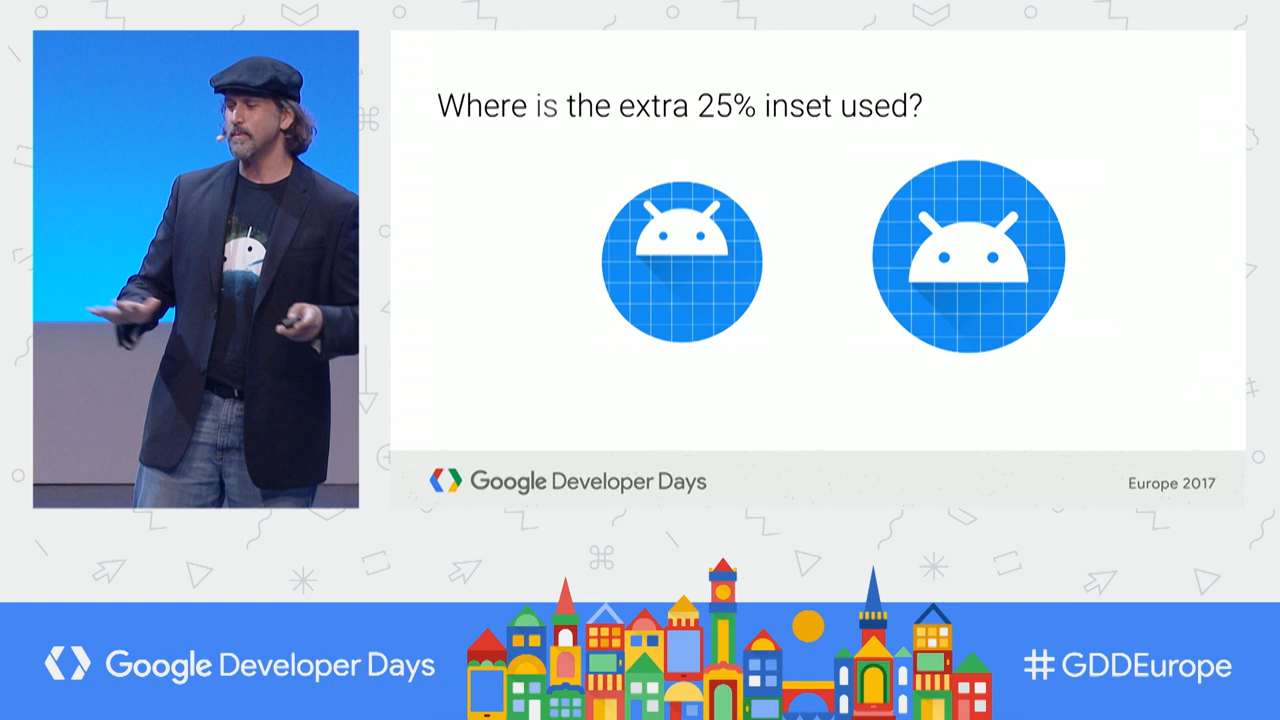 Where is the extra 25% inset used?
Google Developer Days
Europe 2017
Google Developer Days
#GDDEurope